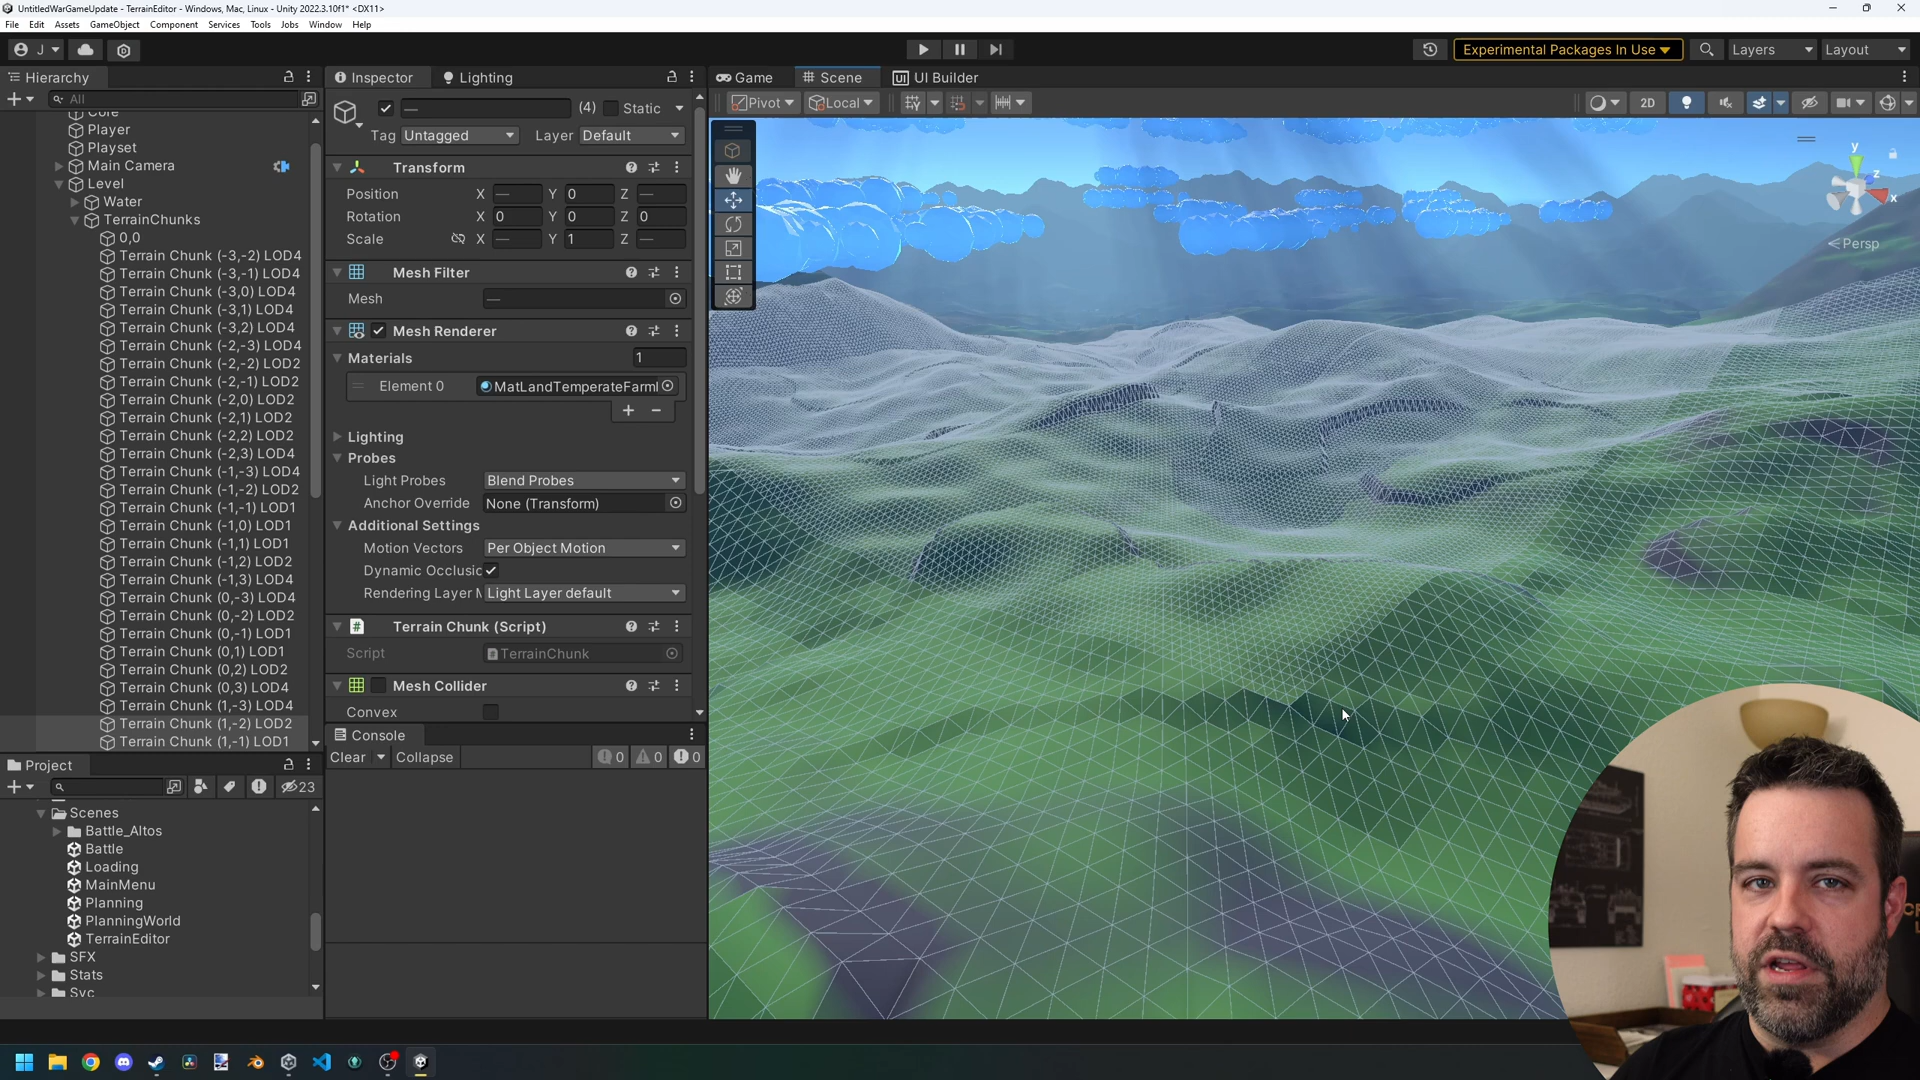 UntitledWarGameUpdate - TerrainEditor - Windows, Mac, Linux - Unity 2022.3.10f1* <DX11>
File Edit Assets GameObject Component Services Tools Jobs Window Help
J Experimental Packages In Use Layers Layout
Hierarchy
All
Core
Player
Playset
Main Camera
Level
Water
TerrainChunks
0,0
Terrain Chunk (-3,-2) LOD4
Terrain Chunk (-3,-1) LOD4
Terrain Chunk (-3,0) LOD4
Terrain Chunk (-3,1) LOD4
Terrain Chunk (-3,2) LOD4
Terrain Chunk (-2,-3) LOD4
Terrain Chunk (-2,-2) LOD2
Terrain Chunk (-2,-1) LOD2
Terrain Chunk (-2,0) LOD2
Terrain Chunk (-2,1) LOD2
Terrain Chunk (-2,2) LOD2
Terrain Chunk (-2,3) LOD4
Terrain Chunk (-1,-3) LOD4
Terrain Chunk (-1,-2) LOD2
Terrain Chunk (-1,-1) LOD1
Terrain Chunk (-1,0) LOD1
Terrain Chunk (-1,1) LOD1
Terrain Chunk (-1,2) LOD2
Terrain Chunk (-1,3) LOD4
Terrain Chunk (0,-3) LOD4
Terrain Chunk (0,-2) LOD2
Terrain Chunk (0,-1) LOD1
Terrain Chunk (0,1) LOD1
Terrain Chunk (0,2) LOD2
Terrain Chunk (0,3) LOD4
Terrain Chunk (1,-3) LOD4
Terrain Chunk (1,-2) LOD2
Terrain Chunk (1,-1) LOD1
Project
23
Scenes
Battle_Altos
Battle
Loading
MainMenu
Planning
PlanningWorld
TerrainEditor
SFX
Stats
Svc
Inspector Lighting
— (4) Static
Tag Untagged Layer Default
Transform
Position X — Y 0 Z —
Rotation X 0 Y 0 Z 0
Scale X — Y 1 Z —
Mesh Filter
Mesh —
Mesh Renderer
Materials 1
Element 0 MatLandTemperateFarml
Lighting
Probes
Light Probes Blend Probes
Anchor Override None (Transform)
Additional Settings
Motion Vectors Per Object Motion
Dynamic Occlusic
Rendering Layer M Light Layer default
# Terrain Chunk (Script)
Script TerrainChunk
Mesh Collider
Convex
Console
Clear Collapse 0 0 0
Game Scene UI Builder
Pivot Local 2D
y
z
x
Persp